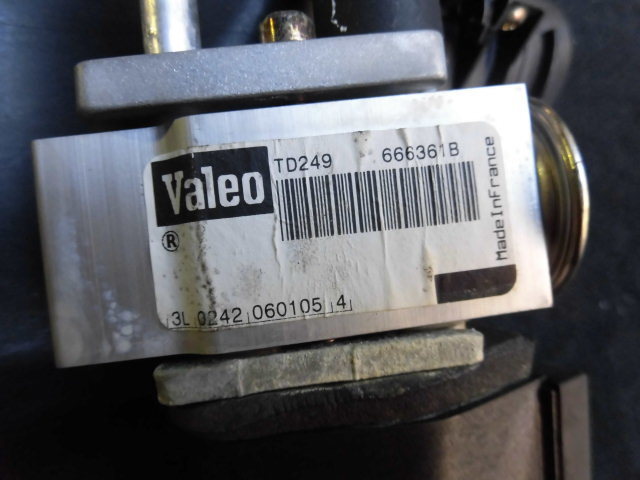 Valeo
®
TD249 666361B
MadeInFrance
3L 0242 060105 4